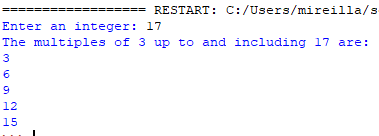 =================== RESTART: C:/Users/mireilla/s
Enter an integer: 17
The multiples of 3 up to and including 17 are:
3
6
9
12
15